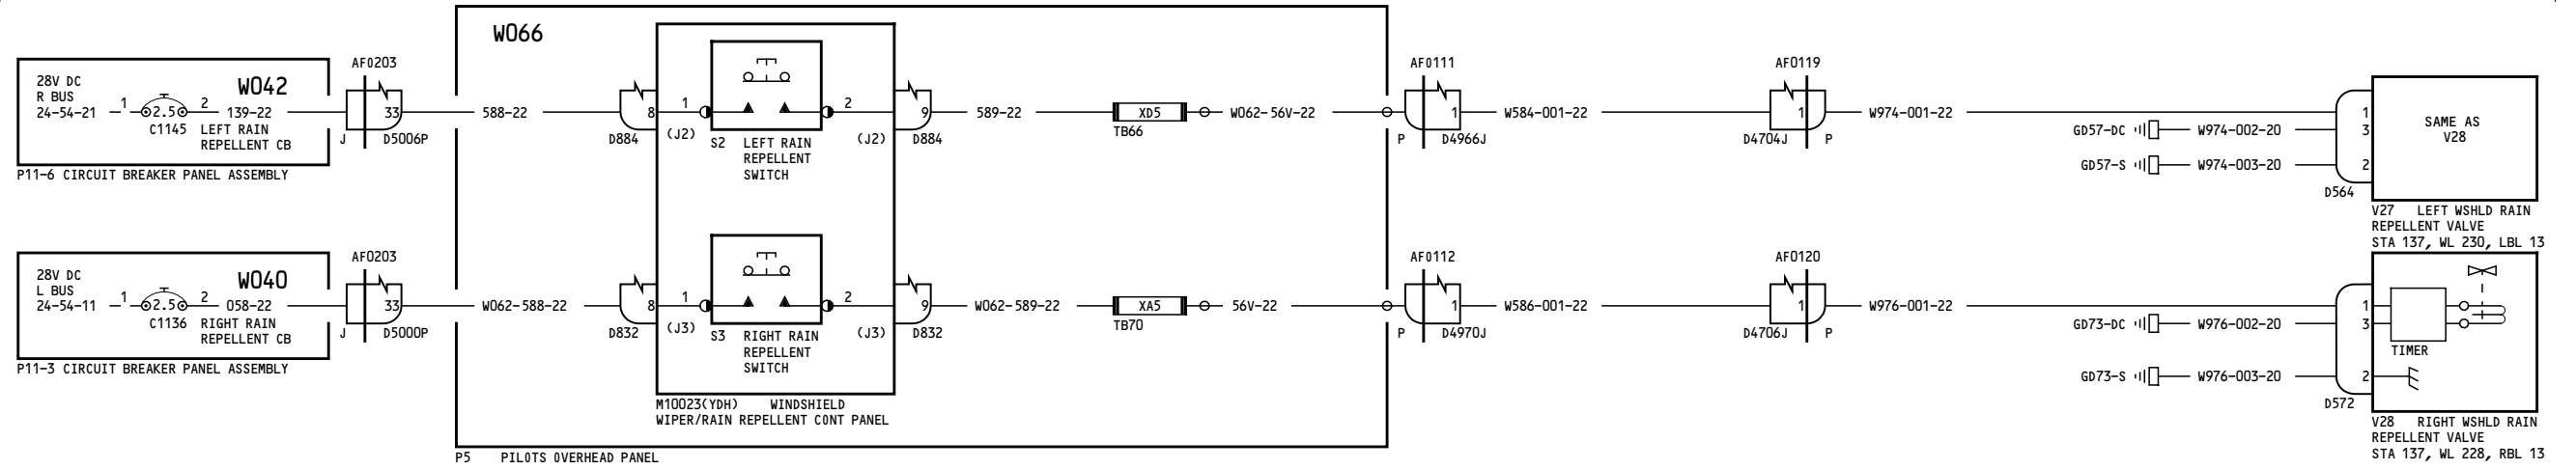 W066
28V DC
R BUS
24-54-21
1
2.5
C1145
2
139-22
W042
LEFT RAIN
REPELLENT CB
P11-6 CIRCUIT BREAKER PANEL ASSEMBLY
AF0203
33
J
D5006P
588-22
8
D884
1
(J2)
S2
LEFT RAIN
REPELLENT
SWITCH
2
(J2)
9
D884
589-22
XD5
TB66
W062-56V-22
AF0111
1
P
D4966J
W584-001-22
AF0119
1
D4704J
P
W974-001-22
GD57-DC
W974-002-20
GD57-S
W974-003-20
1
3
2
D564
SAME AS
V28
V27 LEFT WSHLD RAIN
REPELLENT VALVE
STA 137, WL 230, LBL 13
28V DC
L BUS
24-54-11
1
2.5
C1136
2
058-22
W040
RIGHT RAIN
REPELLENT CB
P11-3 CIRCUIT BREAKER PANEL ASSEMBLY
AF0203
33
J
D5000P
W062-588-22
8
D832
1
(J3)
S3
RIGHT RAIN
REPELLENT
SWITCH
2
(J3)
9
D832
W062-589-22
XA5
TB70
56V-22
AF0112
1
P
D4970J
W586-001-22
AF0120
1
D4706J
P
W976-001-22
GD73-DC
W976-002-20
GD73-S
W976-003-20
1
3
2
D572
TIMER
V28 RIGHT WSHLD RAIN
REPELLENT VALVE
STA 137, WL 228, RBL 13
M10023(YDH) WINDSHIELD
WIPER/RAIN REPELLENT CONT PANEL
P5 PILOTS OVERHEAD PANEL